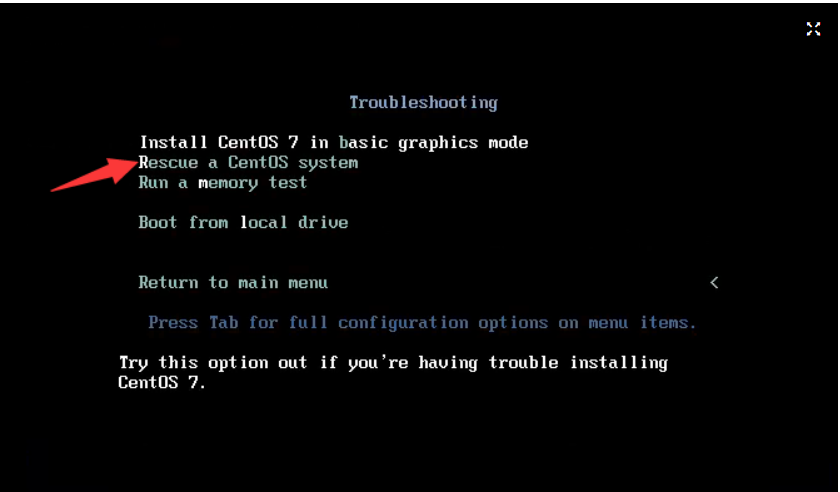 Troubleshooting
Install CentOS 7 in basic graphics mode
Rescue a CentOS system
Run a memory test
Boot from local drive
Return to main menu <
Press Tab for full configuration options on menu items.
Try this option out if you're having trouble installing
CentOS 7.